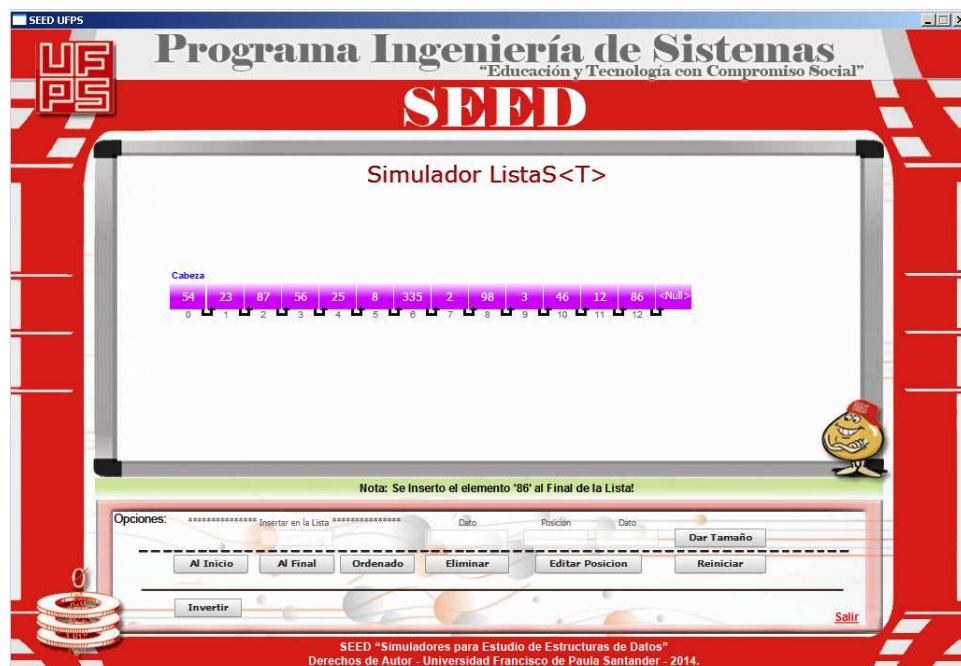 SEED UFPS
UFPS
Programa Ingeniería de Sistemas
“Educación y Tecnología con Compromiso Social”
SEED
Simulador ListaS<T>
Cabeza
54 23 87 56 25 8 335 2 98 3 46 12 86 <Null>
0 1 2 3 4 5 6 7 8 9 10 11 12
Nota: Se Inserto el elemento '86' al Final de la Lista!
Opciones: *************** Insertar en la Lista *************** Dato Posicion Dato
Dar Tamaño
Al Inicio Al Final Ordenado Eliminar Editar Posicion Reiniciar
Invertir
Salir
SEED “Simuladores para Estudio de Estructuras de Datos”
Derechos de Autor - Universidad Francisco de Paula Santander - 2014.